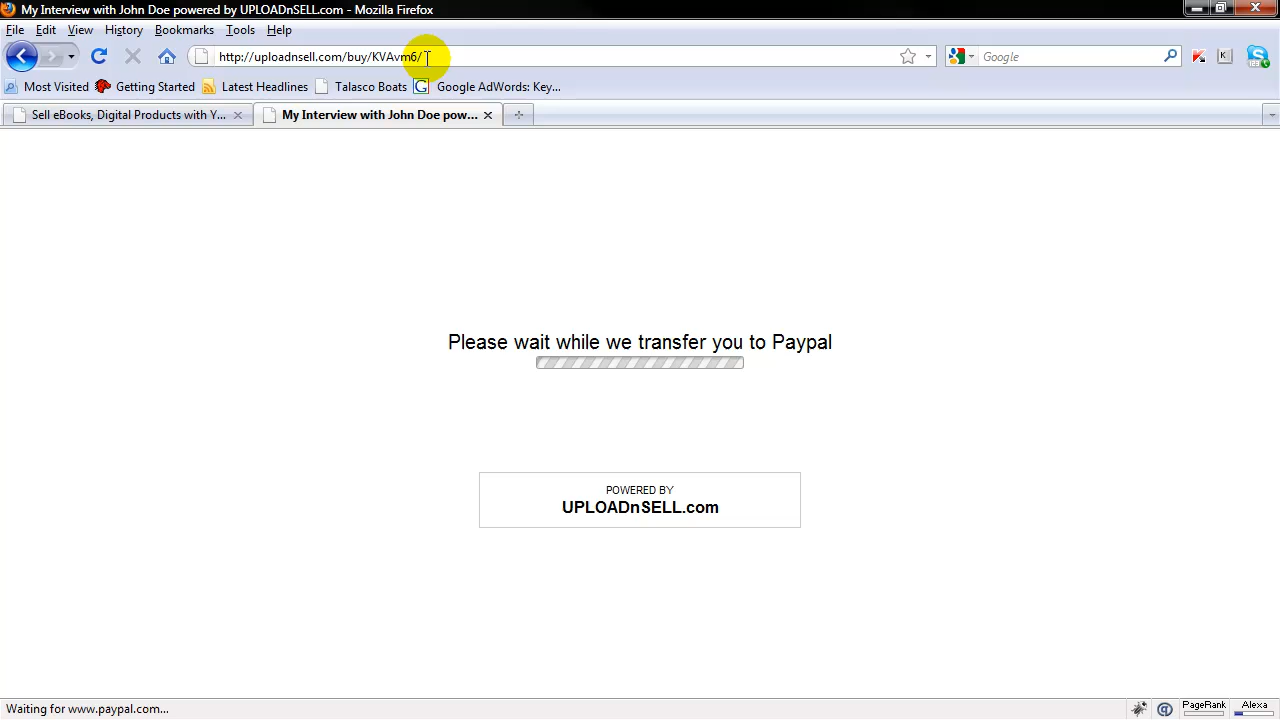 My Interview with John Doe powered by UPLOADnSELL.com - Mozilla Firefox
File Edit View History Bookmarks Tools Help
http://uploadnsell.com/buy/KVAvm6/ Google
Most Visited Getting Started Latest Headlines Talasco Boats Google AdWords: Key...
Sell eBooks, Digital Products with Y... My Interview with John Doe pow...
Please wait while we transfer you to Paypal
POWERED BY
UPLOADnSELL.com
Waiting for www.paypal.com... PageRank Alexa